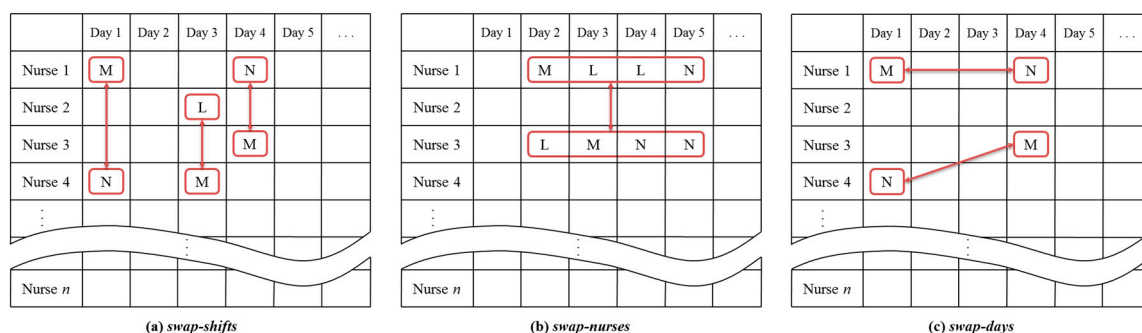 Day 1 Day 2 Day 3 Day 4 Day 5 . . .
Nurse 1 M N
Nurse 2 L
Nurse 3 M
Nurse 4 N M
⋮
⋮
Nurse n
(a) swap-shifts
Day 1 Day 2 Day 3 Day 4 Day 5 . . .
Nurse 1 M L L N
Nurse 2
Nurse 3 L M N N
Nurse 4
⋮
⋮
Nurse n
(b) swap-nurses
Day 1 Day 2 Day 3 Day 4 Day 5 . . .
Nurse 1 M N
Nurse 2
Nurse 3 M
Nurse 4 N
⋮
⋮
Nurse n
(c) swap-days